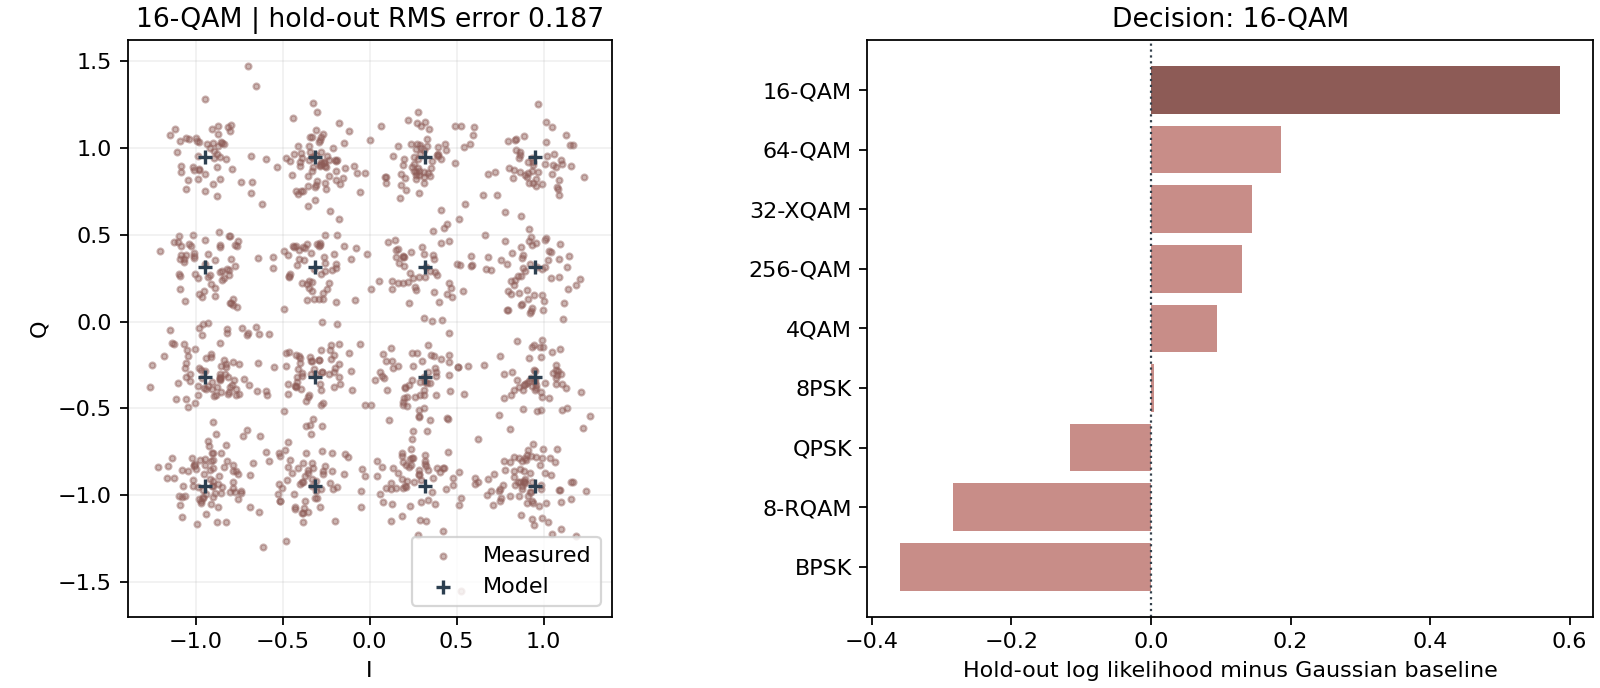 16-QAM | hold-out RMS error 0.187
1.5
1.0
0.5
0.0
−0.5
−1.0
−1.5
Q
−1.0
−0.5
0.0
0.5
1.0
I
Measured
Model
Decision: 16-QAM
16-QAM
64-QAM
32-XQAM
256-QAM
4QAM
8PSK
QPSK
8-RQAM
BPSK
−0.4
−0.2
0.0
0.2
0.4
0.6
Hold-out log likelihood minus Gaussian baseline